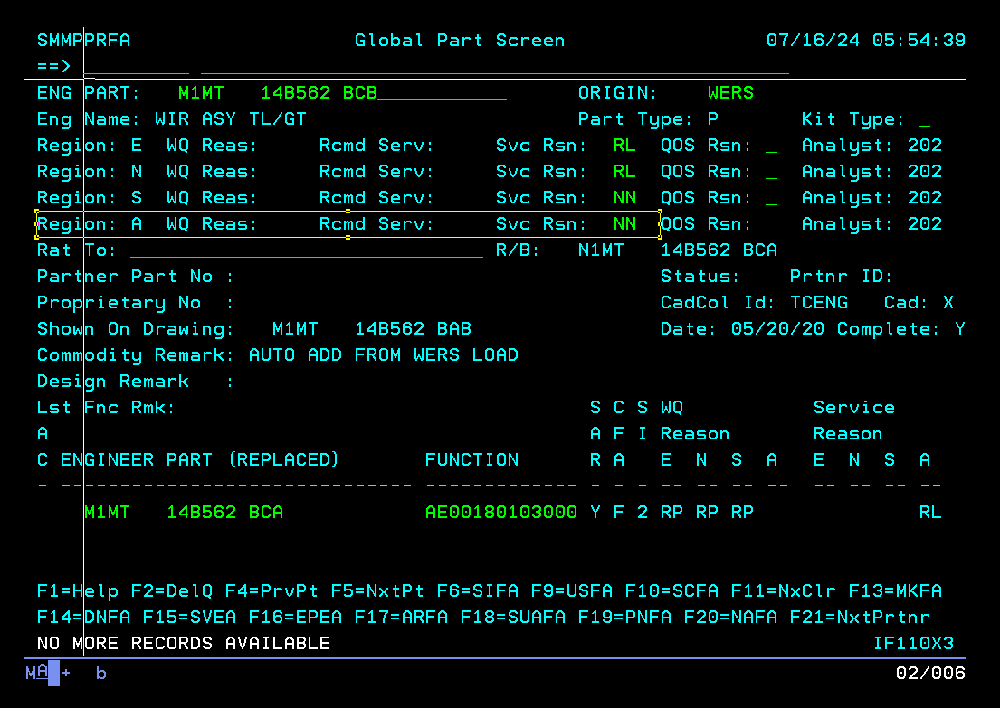 SMMPPRFA Global Part Screen 07/16/24 05:54:39
==> _________ __________________________________________________
ENG PART: M1MT 14B562 BCB___________ ORIGIN: WERS
Eng Name: WIR ASY TL/GT Part Type: P Kit Type: _
Region: E WQ Reas: Rcmd Serv: Svc Rsn: RL QOS Rsn: _ Analyst: 202
Region: N WQ Reas: Rcmd Serv: Svc Rsn: RL QOS Rsn: _ Analyst: 202
Region: S WQ Reas: Rcmd Serv: Svc Rsn: NN QOS Rsn: _ Analyst: 202
Region: A WQ Reas: Rcmd Serv: Svc Rsn: NN QOS Rsn: _ Analyst: 202
Rat To: ______________________________ R/B: N1MT 14B562 BCA
Partner Part No : Status: Prtnr ID:
Proprietary No : CadCol Id: TCENG Cad: X
Shown On Drawing: M1MT 14B562 BAB Date: 05/20/20 Complete: Y
Commodity Remark: AUTO ADD FROM WERS LOAD
Design Remark :
Lst Fnc Rmk: S C S WQ Service
A A F I Reason Reason
C ENGINEER PART (REPLACED) FUNCTION R A E N S A E N S A
- ------------------------------ ------------- - - - -- -- -- -- -- -- -- --
M1MT 14B562 BCA AE00180103000 Y F 2 RP RP RP RL
F1=Help F2=DelQ F4=PrvPt F5=NxtPt F6=SIFA F9=USFA F10=SCFA F11=NxClr F13=MKFA
F14=DNFA F15=SVEA F16=EPEA F17=ARFA F18=SUAFA F19=PNFA F20=NAFA F21=NxtPrtnr
NO MORE RECORDS AVAILABLE IF110X3
MA + b 02/006